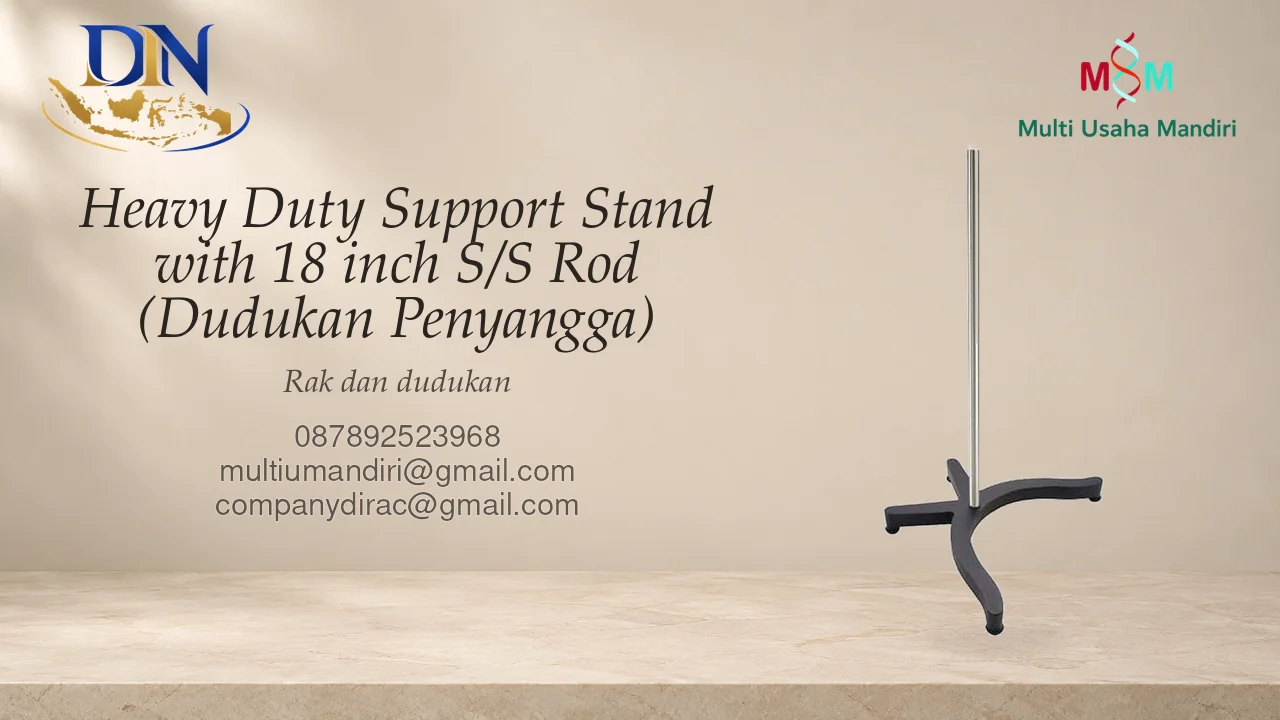 DIN
M M
Multi Usaha Mandiri
Heavy Duty Support Stand
with 18 inch S/S Rod
(Dudukan Penyangga)
Rak dan dudukan
087892523968
multiumandiri@gmail.com
companydirac@gmail.com